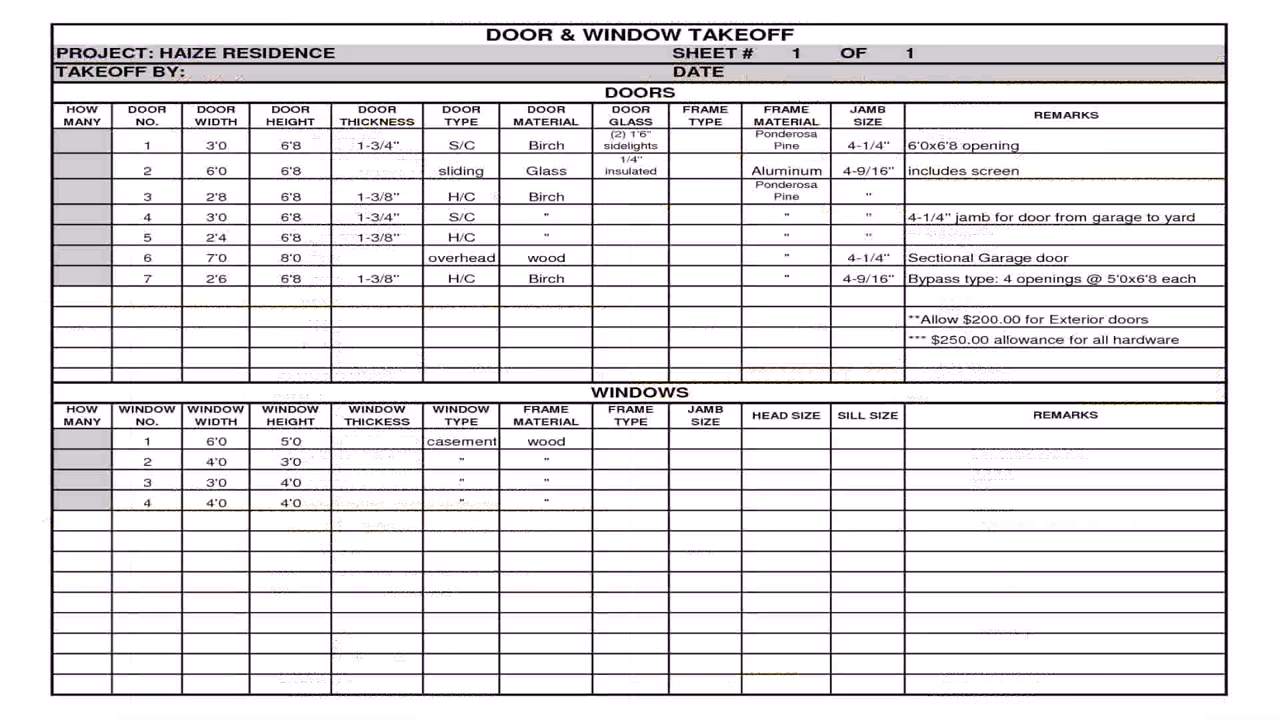 DOOR & WINDOW TAKEOFF
PROJECT: HAIZE RESIDENCE SHEET # 1 OF 1
TAKEOFF BY: DATE
DOORS
HOW MANY DOOR NO. DOOR WIDTH DOOR HEIGHT DOOR THICKNESS DOOR TYPE DOOR MATERIAL DOOR GLASS FRAME TYPE FRAME MATERIAL JAMB SIZE REMARKS
1 3'0 6'8 1-3/4" S/C Birch (2) 1'6" sidelights Ponderosa Pine 4-1/4" 6'0x6'8 opening
2 6'0 6'8 sliding Glass 1/4" insulated Aluminum 4-9/16" includes screen
3 2'8 6'8 1-3/8" H/C Birch Ponderosa Pine "
4 3'0 6'8 1-3/4" S/C " " " 4-1/4" jamb for door from garage to yard
5 2'4 6'8 1-3/8" H/C " " "
6 7'0 8'0 overhead wood " 4-1/4" Sectional Garage door
7 2'6 6'8 1-3/8" H/C Birch " 4-9/16" Bypass type: 4 openings @ 5'0x6'8 each
**Allow $200.00 for Exterior doors
*** $250.00 allowance for all hardware
WINDOWS
HOW MANY WINDOW NO. WINDOW WIDTH WINDOW HEIGHT WINDOW THICKESS WINDOW TYPE FRAME MATERIAL FRAME TYPE JAMB SIZE HEAD SIZE SILL SIZE REMARKS
1 6'0 5'0 casement wood
2 4'0 3'0 " "
3 3'0 4'0 " "
4 4'0 4'0 " "